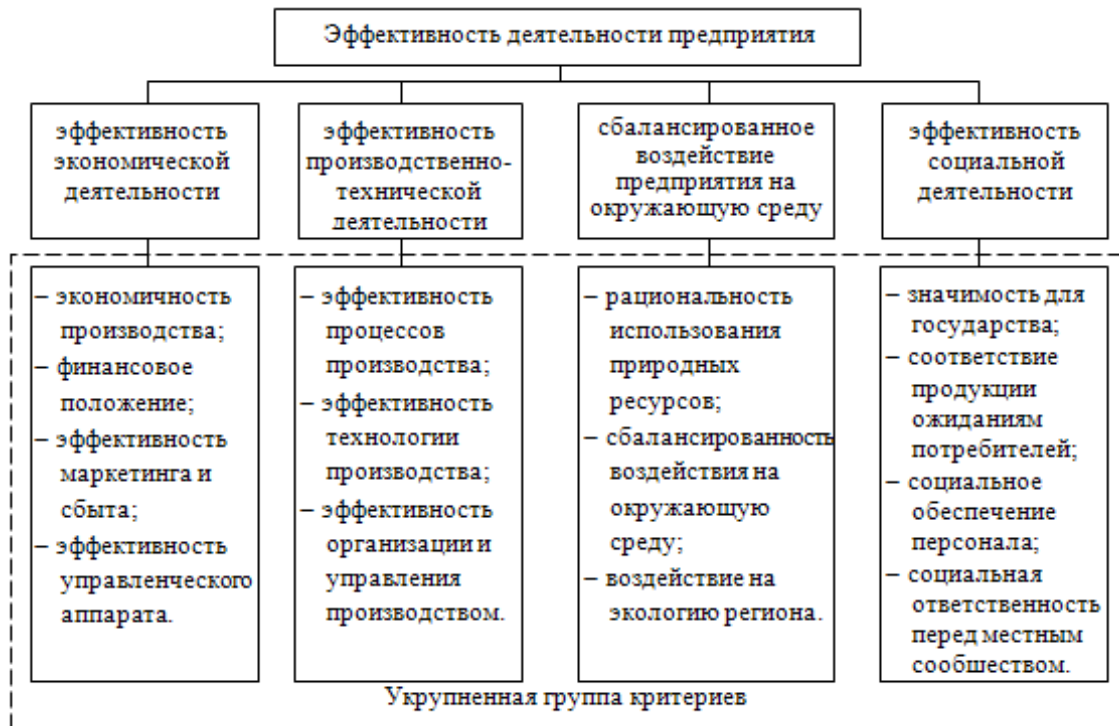 Эффективность деятельности предприятия
эффективность
экономической
деятельности
эффективность
производственно-
технической
деятельности
сбалансированное
воздействие
предприятия на
окружающую среду
эффективность
социальной
деятельности
– экономичность
производства;
– финансовое
положение;
– эффективность
маркетинга и
сбыта;
– эффективность
управленческого
аппарата.
– эффективность
процессов
производства;
– эффективность
технологии
производства;
– эффективность
организации и
управления
производством.
– рациональность
использования
природных
ресурсов;
– сбалансированность
воздействия на
окружающую
среду;
– воздействие на
экологию региона.
– значимость для
государства;
– соответствие
продукции
ожиданиям
потребителей;
– социальное
обеспечение
персонала;
– социальная
ответственность
перед местным
сообществом.
Укрупненная группа критериев